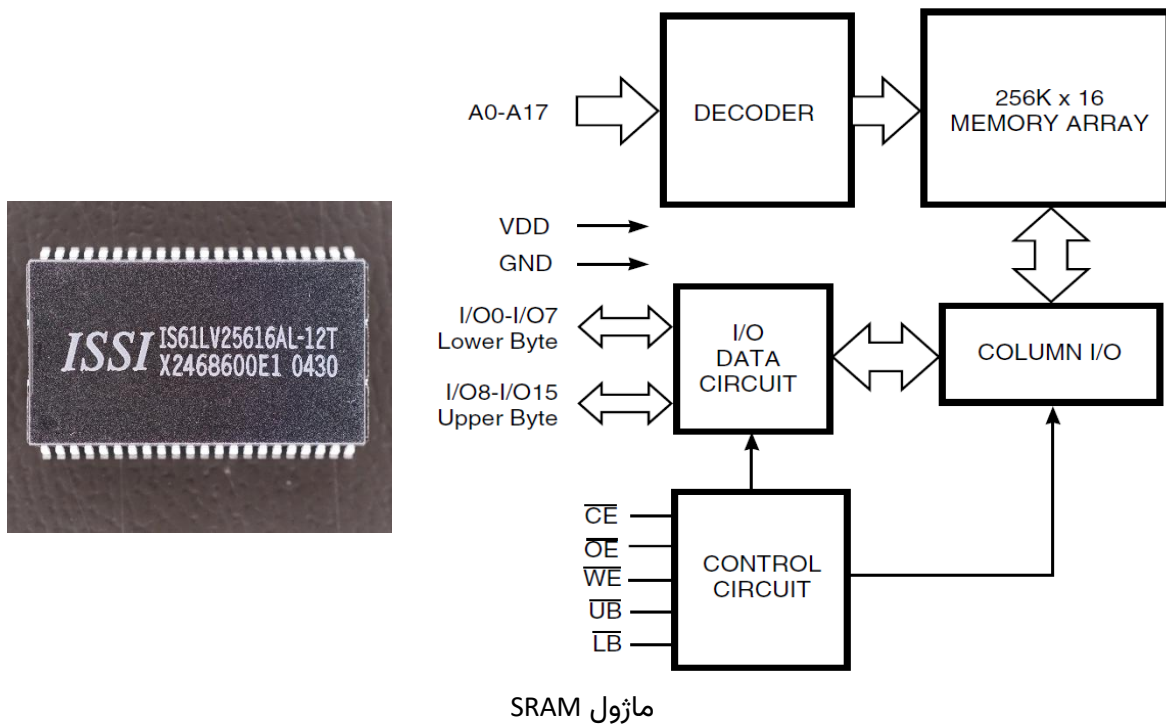 ISSI IS61LV25616AL-12T
X2468600E1 0430
A0-A17
DECODER
256K x 16
MEMORY ARRAY
VDD
GND
I/O0-I/O7
Lower Byte
I/O8-I/O15
Upper Byte
I/O
DATA
CIRCUIT
COLUMN I/O
CE
OE
WE
UB
LB
CONTROL
CIRCUIT
ماژول SRAM